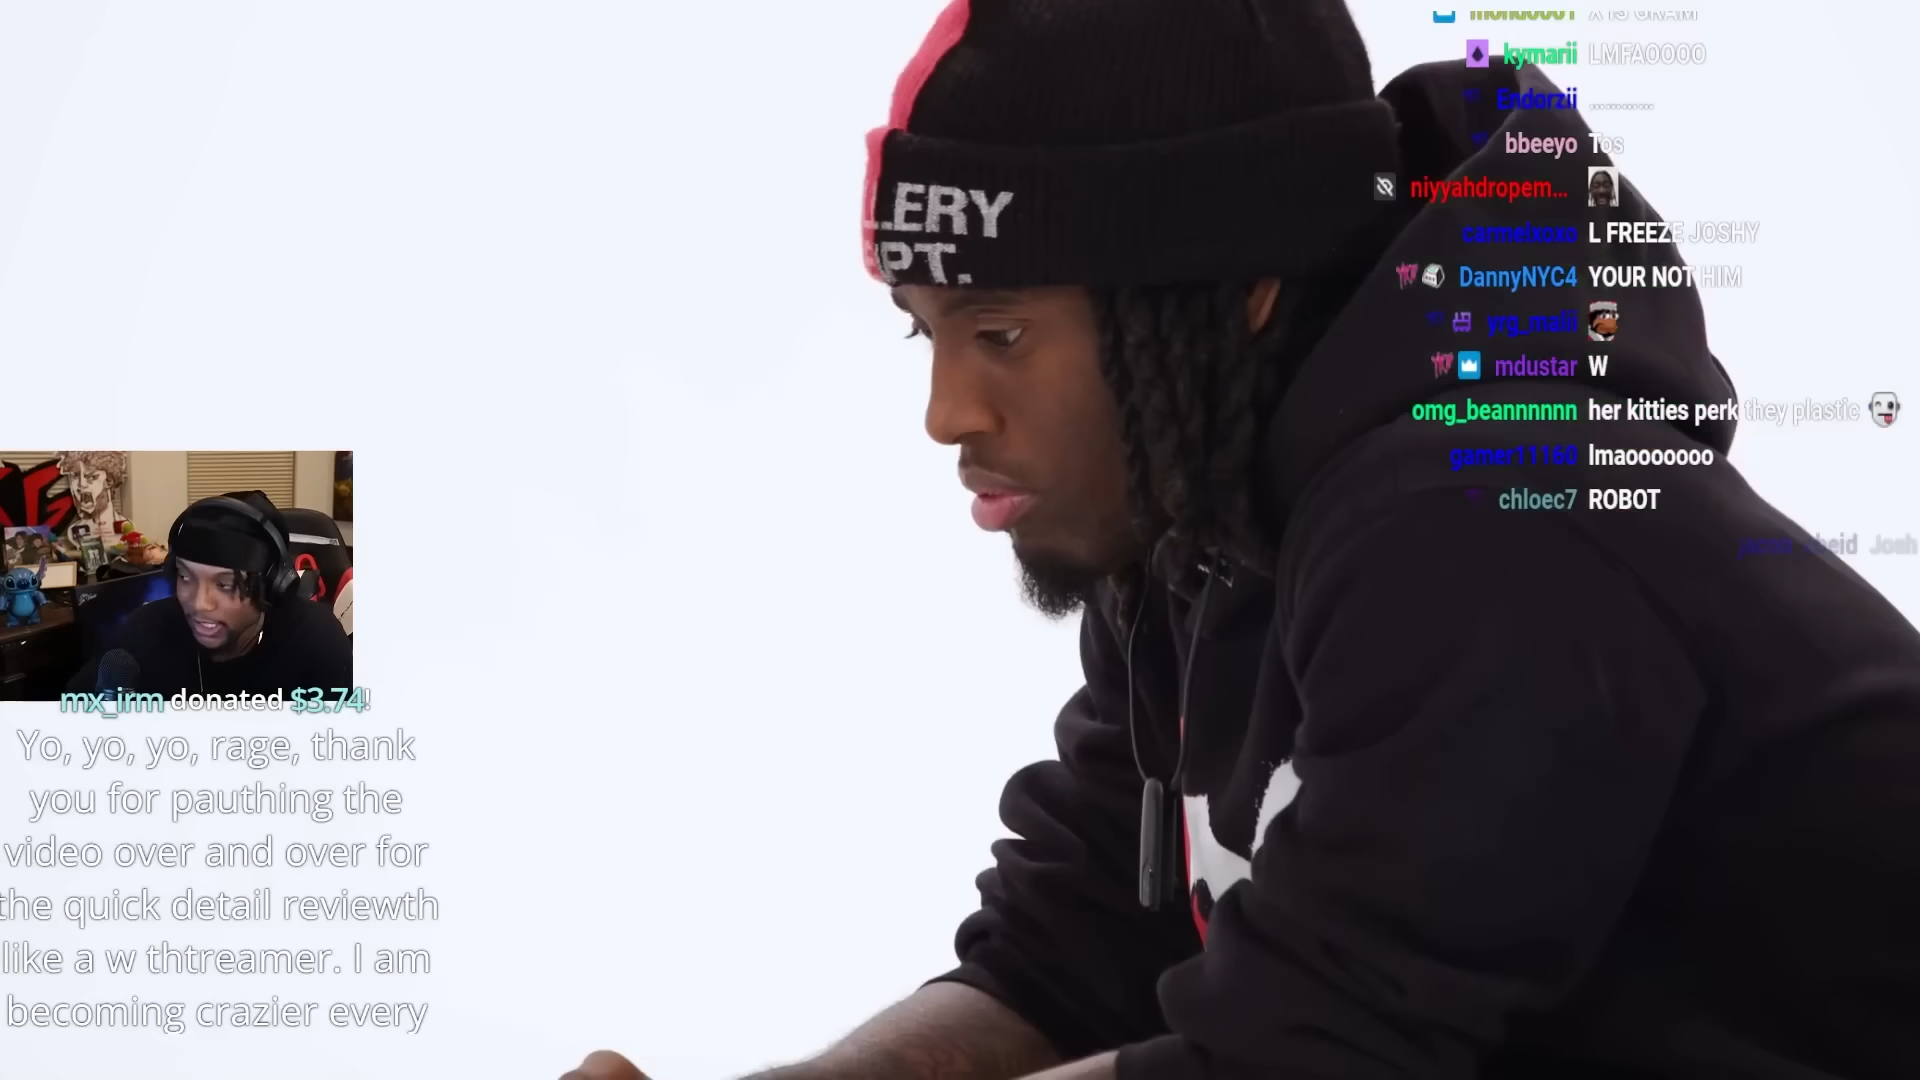 kymarii LMFAOOOO
Endorzii ............
bbeeyo Tos
niyyahdropem...
carmelxoxo L FREEZE JOSHY
DannyNYC4 YOUR NOT HIM
yrg_malii
mdustar W
omg_beannnnnn her kitties perk they plastic
gamer11160 lmaooooooo
chloec7 ROBOT
Josh
LERY
PT.
mx_irm donated $3.74!
Yo, yo, yo, rage, thank
you for pauthing the
video over and over for
the quick detail reviewth
like a w thtreamer. I am
becoming crazier every